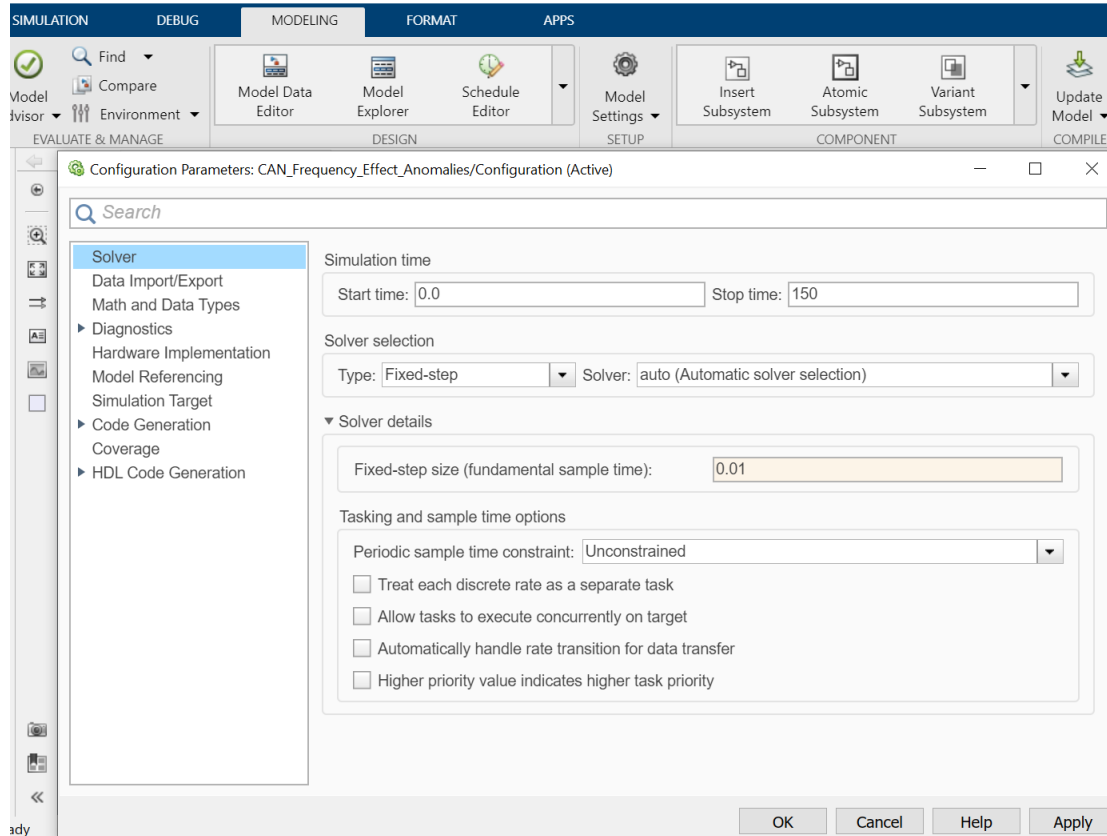 SIMULATION DEBUG MODELING FORMAT APPS
Find
Compare
Environment
Model
dvisor
Model Data
Editor
Model
Explorer
Schedule
Editor
Model
Settings
Insert
Subsystem
Atomic
Subsystem
Variant
Subsystem
Update
Model
EVALUATE & MANAGE DESIGN SETUP COMPONENT COMPILE
Configuration Parameters: CAN_Frequency_Effect_Anomalies/Configuration (Active)
Search
Solver
Data Import/Export
Math and Data Types
Diagnostics
Hardware Implementation
Model Referencing
Simulation Target
Code Generation
Coverage
HDL Code Generation
Simulation time
Start time: 0.0 Stop time: 150
Solver selection
Type: Fixed-step Solver: auto (Automatic solver selection)
Solver details
Fixed-step size (fundamental sample time): 0.01
Tasking and sample time options
Periodic sample time constraint: Unconstrained
Treat each discrete rate as a separate task
Allow tasks to execute concurrently on target
Automatically handle rate transition for data transfer
Higher priority value indicates higher task priority
OK Cancel Help Apply
ady